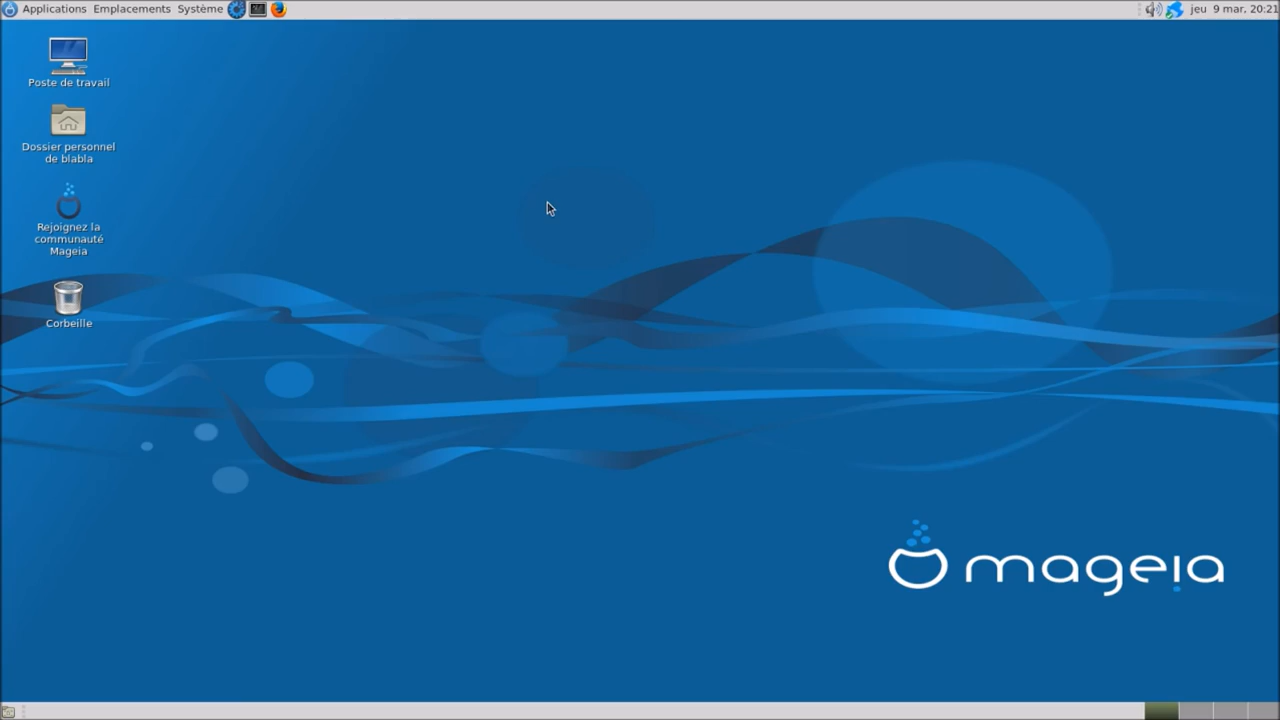 Applications Emplacements Système
jeu 9 mar, 20:21
Poste de travail
Dossier personnel
de blabla
Rejoignez la
communauté
Mageia
Corbeille
mageia